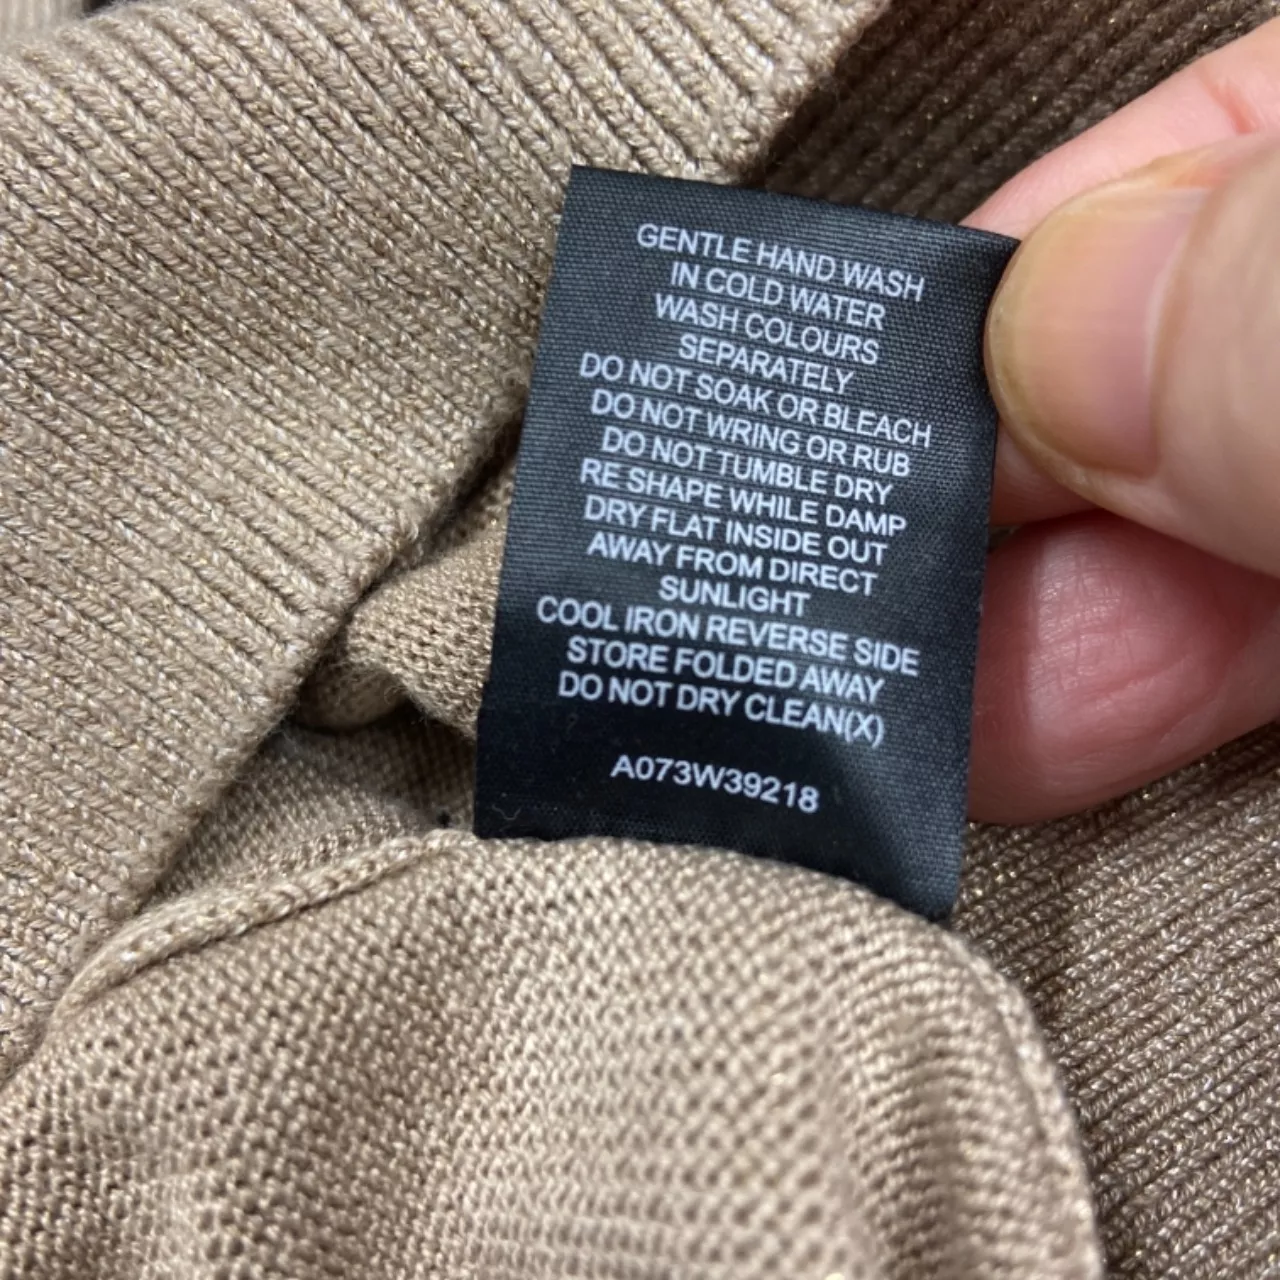 GENTLE HAND WASH
IN COLD WATER
WASH COLOURS
SEPARATELY
DO NOT SOAK OR BLEACH
DO NOT WRING OR RUB
DO NOT TUMBLE DRY
RE SHAPE WHILE DAMP
DRY FLAT INSIDE OUT
AWAY FROM DIRECT
SUNLIGHT
COOL IRON REVERSE SIDE
STORE FOLDED AWAY
DO NOT DRY CLEAN(X)
A073W39218